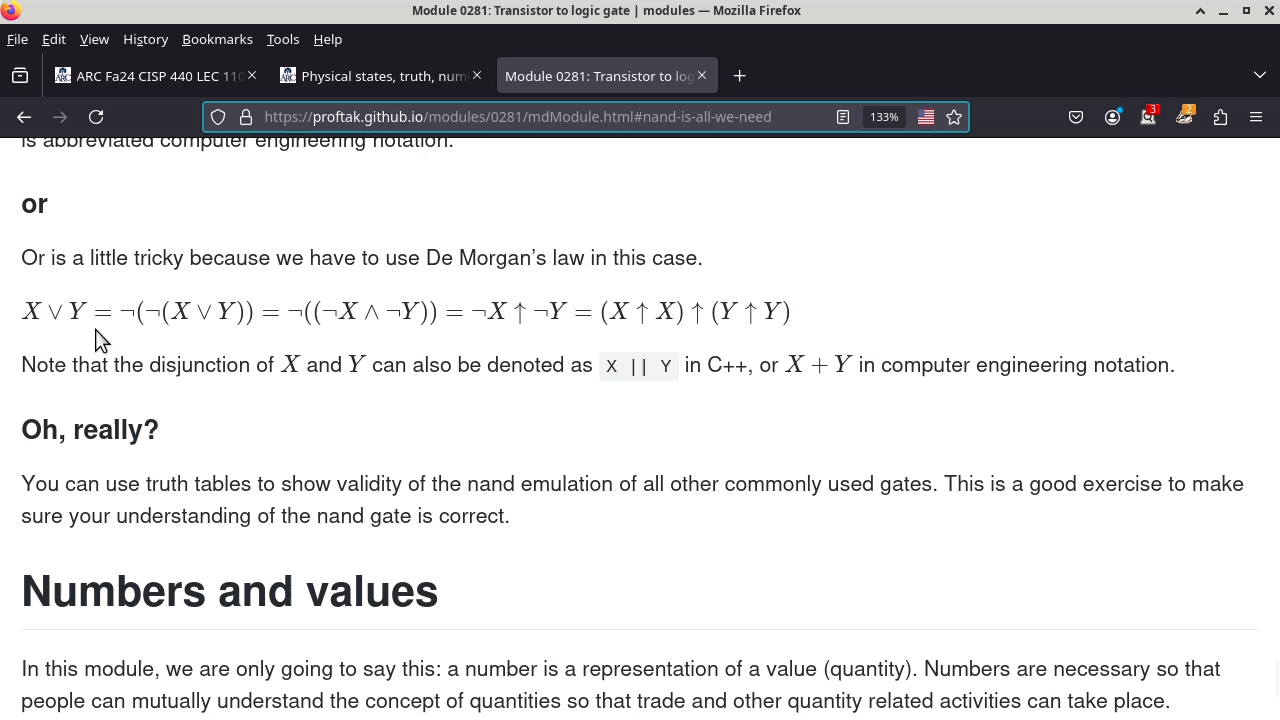 Module 0281: Transistor to logic gate | modules — Mozilla Firefox
File Edit View History Bookmarks Tools Help
ARC Fa24 CISP 440 LEC 110
Physical states, truth, num
Module 0281: Transistor to log
https://proftak.github.io/modules/0281/mdModule.html#nand-is-all-we-need
133%
3
2
is abbreviated computer engineering notation.
or
Or is a little tricky because we have to use De Morgan’s law in this case.
X ∨ Y = ¬(¬(X ∨ Y)) = ¬((¬X ∧ ¬Y)) = ¬X ↑ ¬Y = (X ↑ X) ↑ (Y ↑ Y)
Note that the disjunction of X and Y can also be denoted as X || Y in C++, or X + Y in computer engineering notation.
Oh, really?
You can use truth tables to show validity of the nand emulation of all other commonly used gates. This is a good exercise to make
sure your understanding of the nand gate is correct.
Numbers and values
In this module, we are only going to say this: a number is a representation of a value (quantity). Numbers are necessary so that
people can mutually understand the concept of quantities so that trade and other quantity related activities can take place.